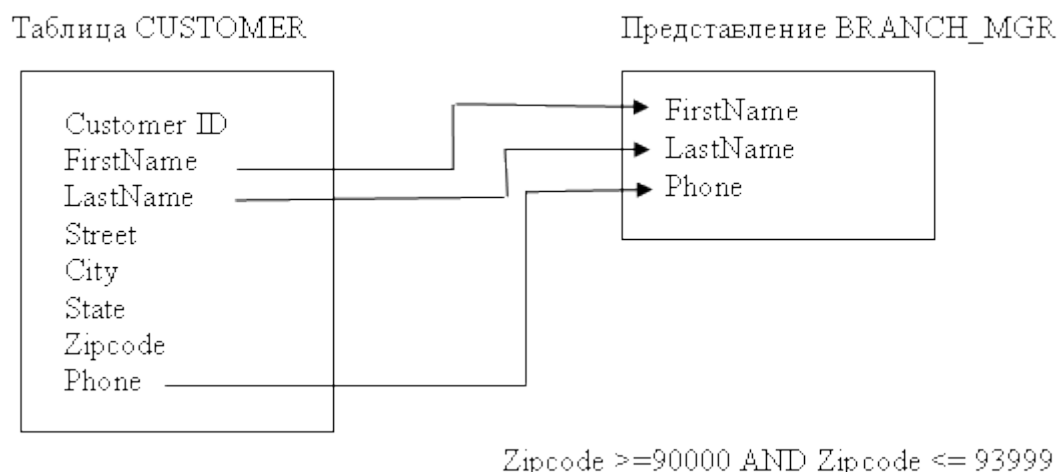 Таблица CUSTOMER
Представление BRANCH_MGR
Customer ID
FirstName
LastName
Street
City
State
Zipcode
Phone
FirstName
LastName
Phone
Zipcode >=90000 AND Zipcode <= 93999